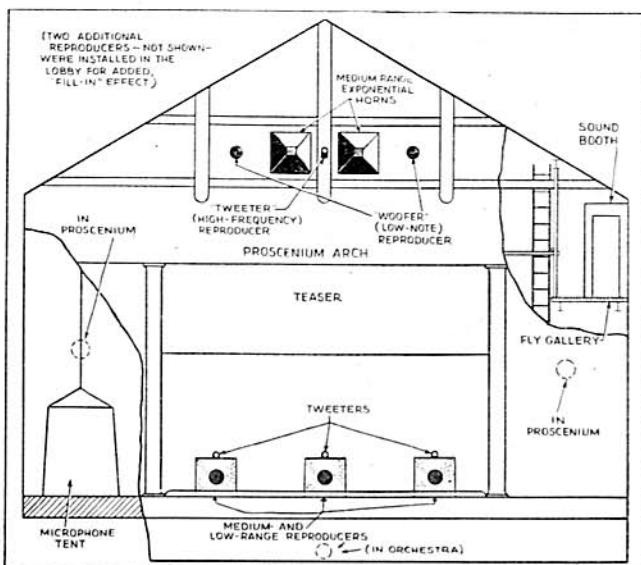 (TWO ADDITIONAL
REPRODUCERS – NOT SHOWN –
WERE INSTALLED IN THE
LOBBY FOR ADDED,
"FILL-IN" EFFECT)
MEDIUM RANGE
EXPONENTIAL
HORNS
SOUND
BOOTH
"TWEETER"
(HIGH-FREQUENCY)
REPRODUCER
"WOOFER"
(LOW-NOTE)
REPRODUCER
IN
PROSCENIUM
PROSCENIUM ARCH
TEASER
FLY GALLERY
IN
PROSCENIUM
TWEETERS
MICROPHONE
TENT
MEDIUM- AND
LOW-RANGE REPRODUCERS
(IN ORCHESTRA)